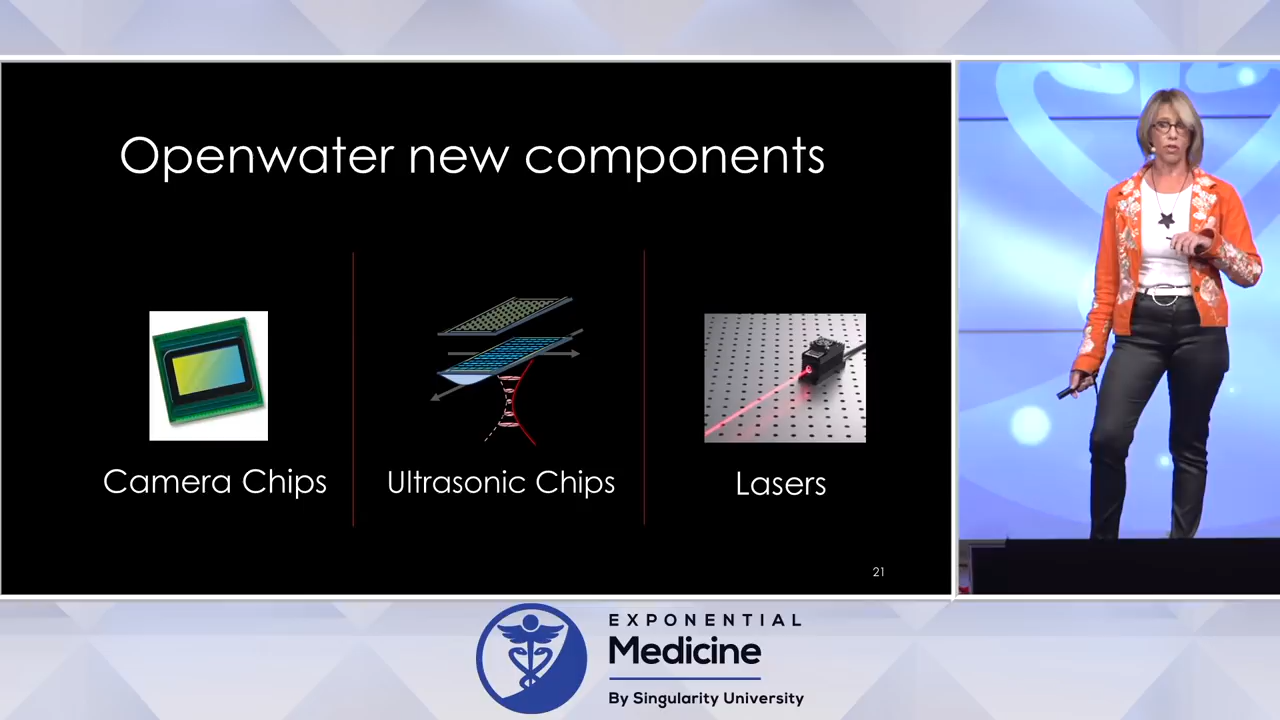 Openwater new components
Camera Chips
Ultrasonic Chips
Lasers
21
EXPONENTIAL
Medicine
By Singularity University